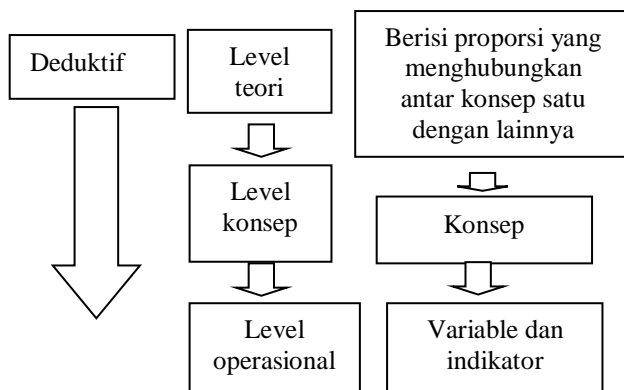 Deduktif
Level
teori
Berisi proporsi yang
menghubungkan
antar konsep satu
dengan lainnya
Level
konsep
Konsep
Level
operasional
Variable dan
indikator